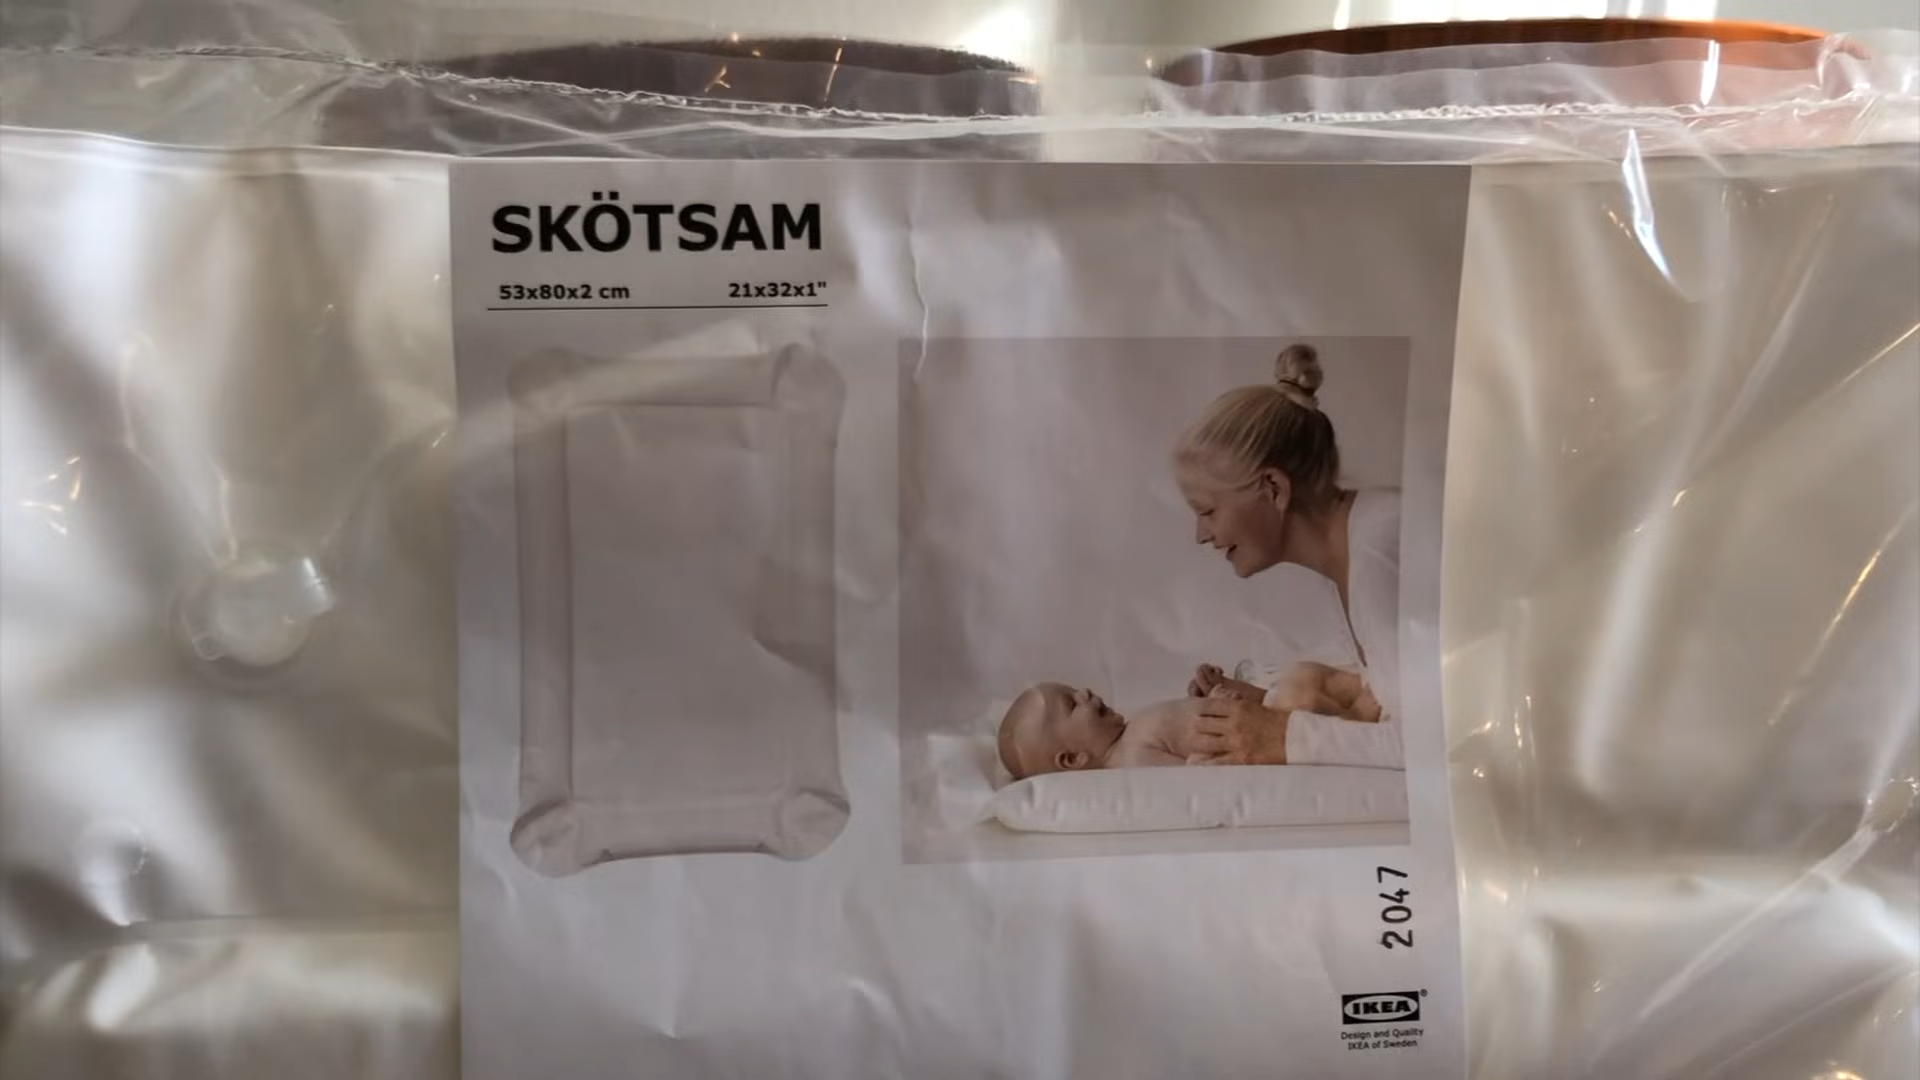 SKÖTSAM
53x80x2 cm 21x32x1"
2047
IKEA®
Design and Quality
IKEA of Sweden